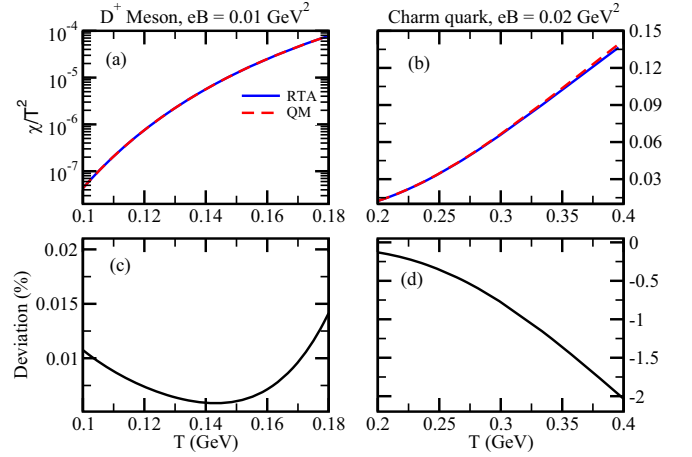 D⁺ Meson, eB = 0.01 GeV²
Charm quark, eB = 0.02 GeV²
(a)
RTA
QM
χ/T²
10⁻⁴
10⁻⁵
10⁻⁶
10⁻⁷
0.1 0.12 0.14 0.16 0.18
(b)
0.15
0.12
0.09
0.06
0.03
0.2 0.25 0.3 0.35 0.4
(c)
Deviation (%)
0.02
0.015
0.01
0.1 0.12 0.14 0.16 0.18
T (GeV)
(d)
0
-0.5
-1
-1.5
-2
0.2 0.25 0.3 0.35 0.4
T (GeV)